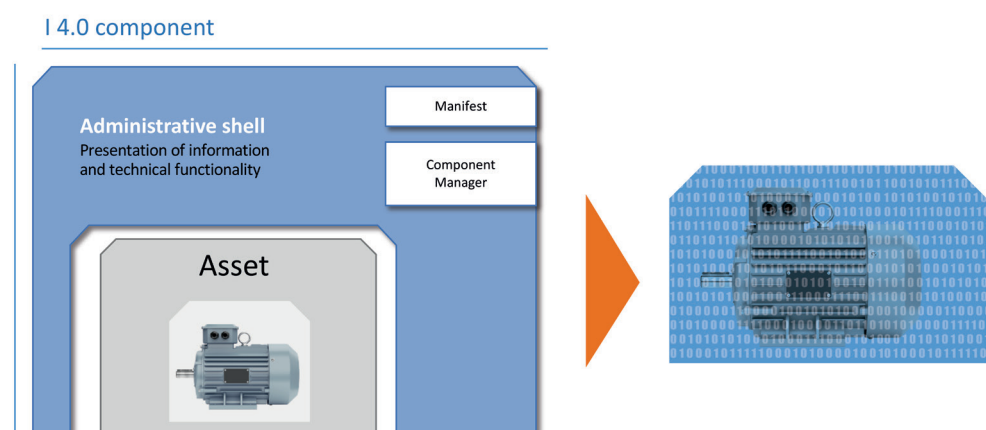 I 4.0 component
Administrative shell
Presentation of information
and technical functionality
Manifest
Component
Manager
Asset